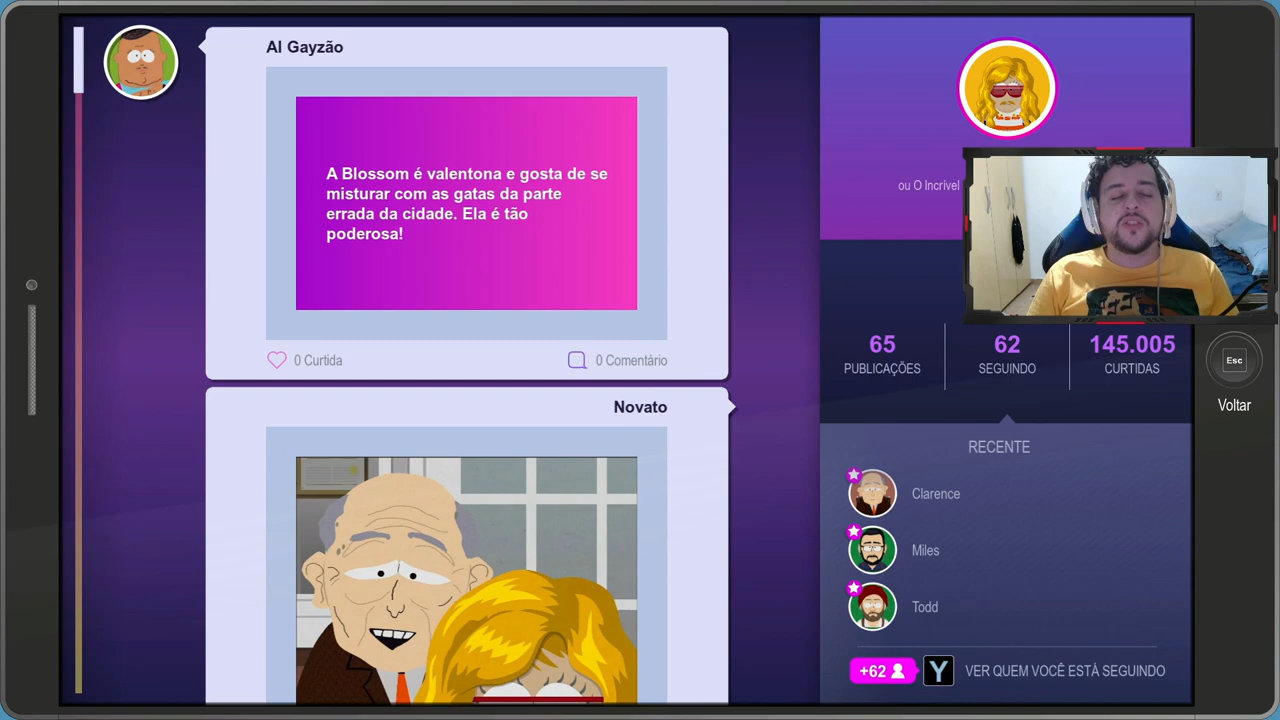 Al Gayzão
A Blossom é valentona e gosta de se
misturar com as gatas da parte
errada da cidade. Ela é tão
poderosa!
0 Curtida
0 Comentário
Novato
ou O Incrivel
65
PUBLICAÇÕES
62
SEGUINDO
145.005
CURTIDAS
RECENTE
Clarence
Miles
Todd
+62
Y
VER QUEM VOCÊ ESTÁ SEGUINDO
Esc
Voltar